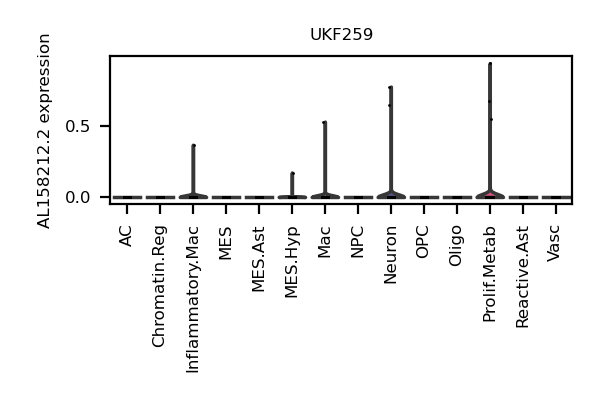 UKF259
AL158212.2 expression
0.5
0.0
AC
Chromatin.Reg
Inflammatory.Mac
MES
MES.Ast
MES.Hyp
Mac
NPC
Neuron
OPC
Oligo
Prolif.Metab
Reactive.Ast
Vasc